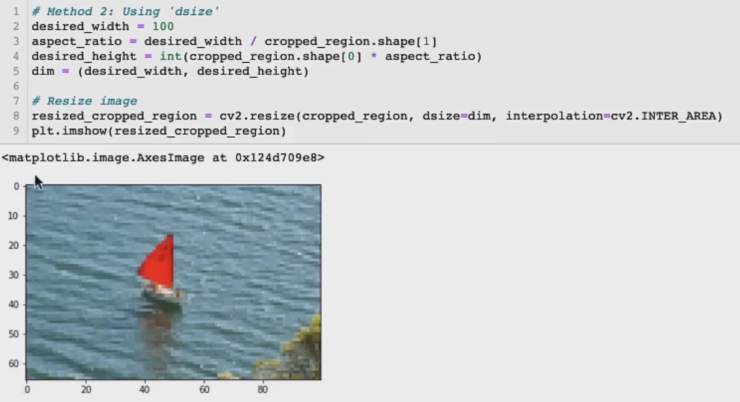 1 # Method 2: Using 'dsize'
2 desired_width = 100
3 aspect_ratio = desired_width / cropped_region.shape[1]
4 desired_height = int(cropped_region.shape[0] * aspect_ratio)
5 dim = (desired_width, desired_height)
6
7 # Resize image
8 resized_cropped_region = cv2.resize(cropped_region, dsize=dim, interpolation=cv2.INTER_AREA)
9 plt.imshow(resized_cropped_region)
<matplotlib.image.AxesImage at 0x124d709e8>
0
10
20
30
40
50
60
0 20 40 60 80